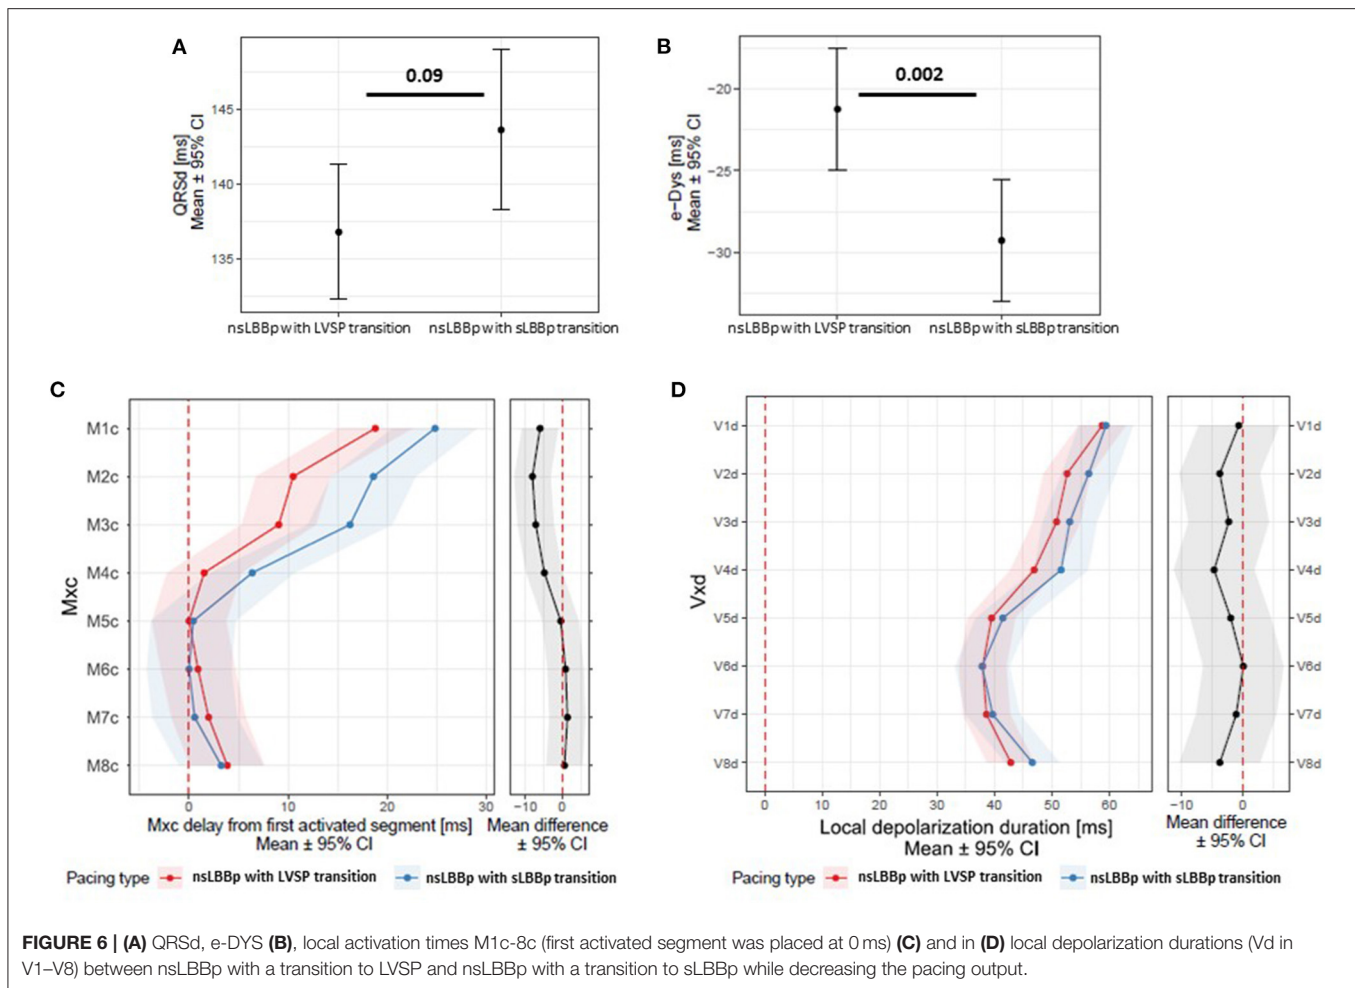 A
0.09
QRSd [ms]
Mean ± 95% CI
145
140
135
nsLBBp with LVSP transition
nsLBBp with sLBBp transition
B
0.002
e-Dys [ms]
Mean ± 95% CI
−20
−25
−30
nsLBBp with LVSP transition
nsLBBp with sLBBp transition
C
Mxc
M1c
M2c
M3c
M4c
M5c
M6c
M7c
M8c
0 10 20 30
−10 0
Mxc delay from first activated segment [ms]
Mean ± 95% CI
Mean difference
± 95% CI
Pacing type nsLBBp with LVSP transition nsLBBp with sLBBp transition
D
Vxd
V1d
V2d
V3d
V4d
V5d
V6d
V7d
V8d
0 10 20 30 40 50 60
−10 0
V1d
V2d
V3d
V4d
V5d
V6d
V7d
V8d
Local depolarization duration [ms]
Mean ± 95% CI
Mean difference
± 95% CI
Pacing type nsLBBp with LVSP transition nsLBBp with sLBBp transition
FIGURE 6 | (A) QRSd, e-DYS (B), local activation times M1c-8c (first activated segment was placed at 0 ms) (C) and in (D) local depolarization durations (Vd in
V1–V8) between nsLBBp with a transition to LVSP and nsLBBp with a transition to sLBBp while decreasing the pacing output.